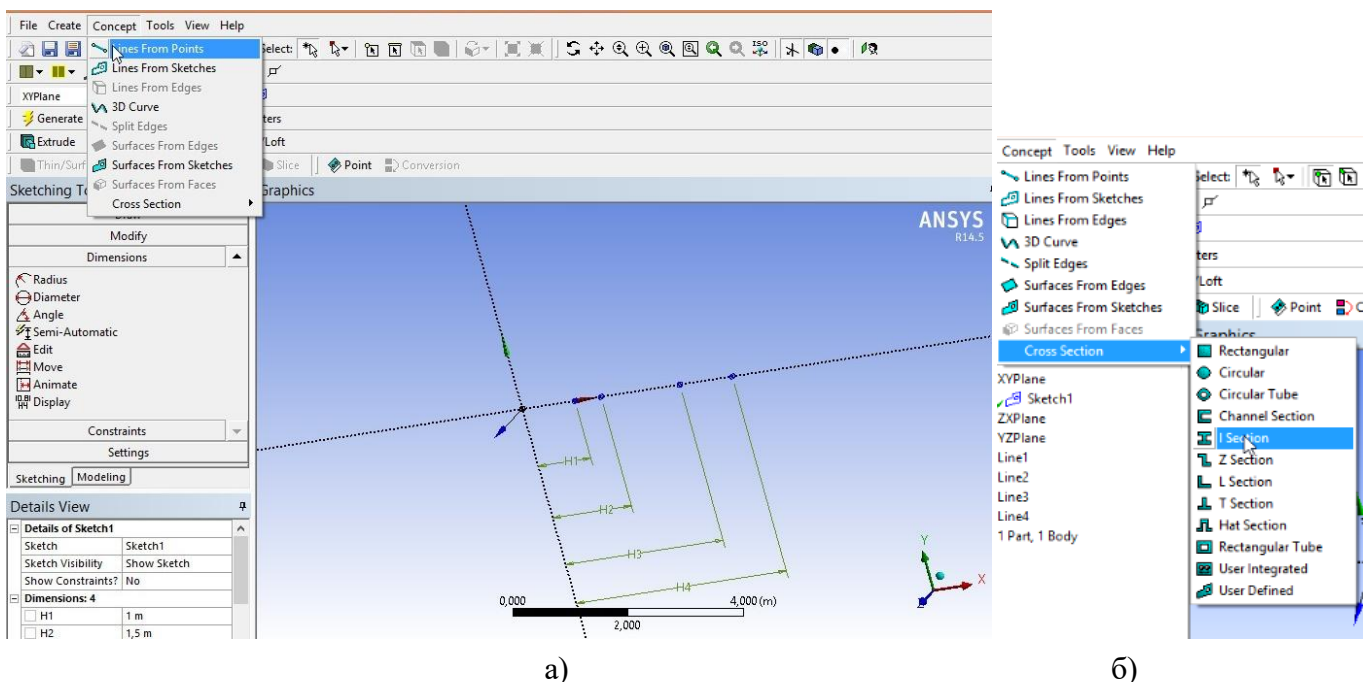 File Create Concept Tools View Help
Lines From Points
Select:
Lines From Sketches
Lines From Edges
XYPlane
3D Curve
Generate
Split Edges
ters
Extrude
Surfaces From Edges
/Loft
Thin/Surf
Surfaces From Sketches
Slice
Point
Conversion
Surfaces From Faces
Sketching To
Graphics
Cross Section
Modify
Dimensions
ANSYS
R14.5
Radius
Diameter
Angle
Semi-Automatic
Edit
Move
Animate
Display
Constraints
Settings
Sketching Modeling
H1
H2
H3
H4
Details View
Details of Sketch1
Sketch Sketch1
Sketch Visibility Show Sketch
Show Constraints? No
Dimensions: 4
H1 1 m
H2 1,5 m
0,000 4,000 (m)
2,000
Y
X
Z
а)
Concept Tools View Help
Lines From Points
Select:
Lines From Sketches
Lines From Edges
3D Curve
ters
Split Edges
Surfaces From Edges
/Loft
Surfaces From Sketches
Slice
Point
C
Surfaces From Faces
Graphics
Cross Section
Rectangular
XYPlane
Circular
Sketch1
Circular Tube
ZXPlane
Channel Section
YZPlane
I Section
Line1
Z Section
Line2
L Section
Line3
T Section
Line4
Hat Section
1 Part, 1 Body
Rectangular Tube
User Integrated
User Defined
б)